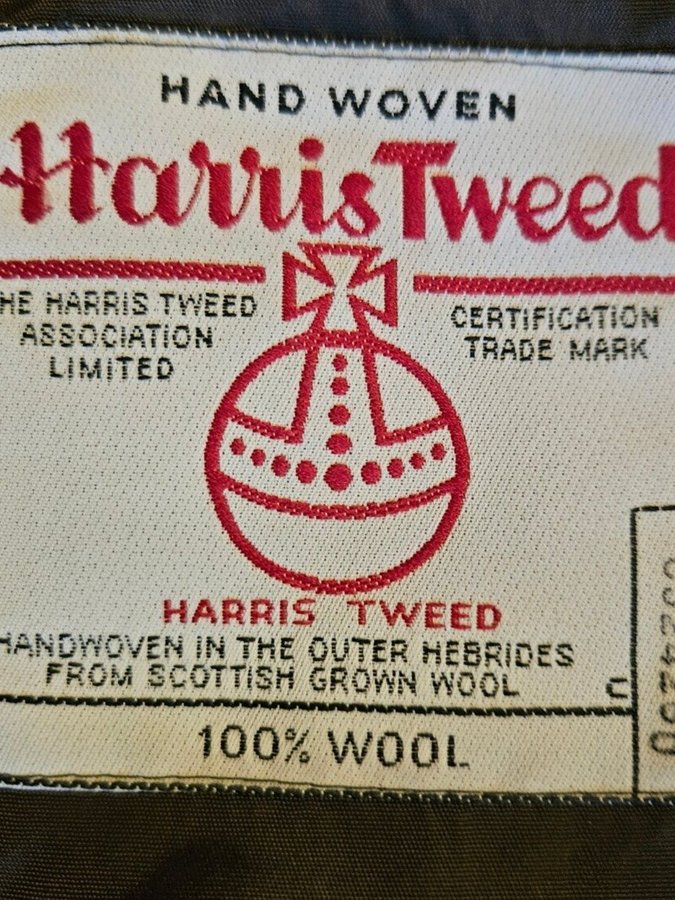 HAND WOVEN
Harris Tweed
HE HARRIS TWEED
ASSOCIATION
LIMITED
CERTIFICATION
TRADE MARK
HARRIS TWEED
HANDWOVEN IN THE OUTER HEBRIDES
FROM SCOTTISH GROWN WOOL
100% WOOL